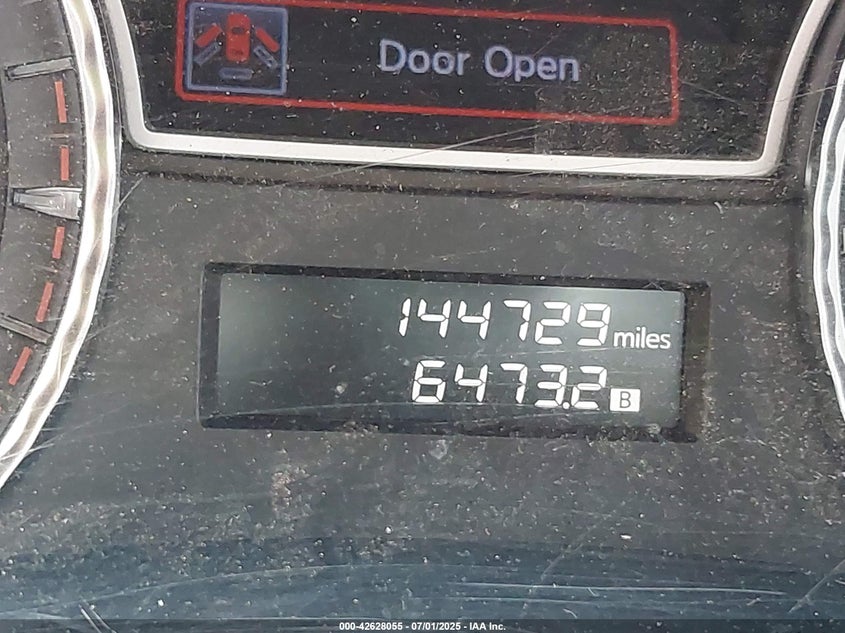 Door Open
144729 miles
6473.2 B
000-42628055 - 07/01/2025 - IAA Inc.